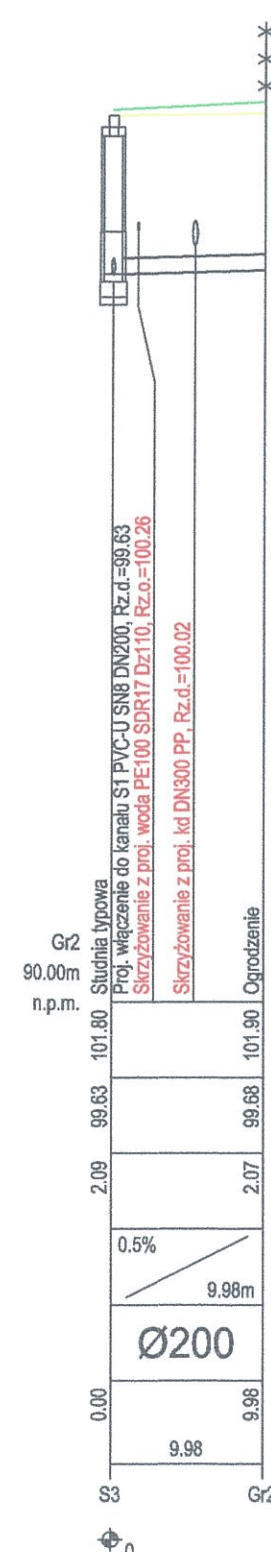 Studnia typowa
Proj. włączenie do kanału S1 PVC-U SN8 DN200, Rz.d.=99.63
Skrzyżowanie z proj. woda PE100 SDR17 Dz110, Rz.o.=100.26
Skrzyżowanie z proj. kd DN300 PP, Rz.d.=100.02
Ogrodzenie
Gr2
90.00m
n.p.m.
101.80 101.90
99.63 99.68
2.09 2.07
0.5%
9.98m
Ø200
0.00 9.98
9.98
S3 Gr2
0